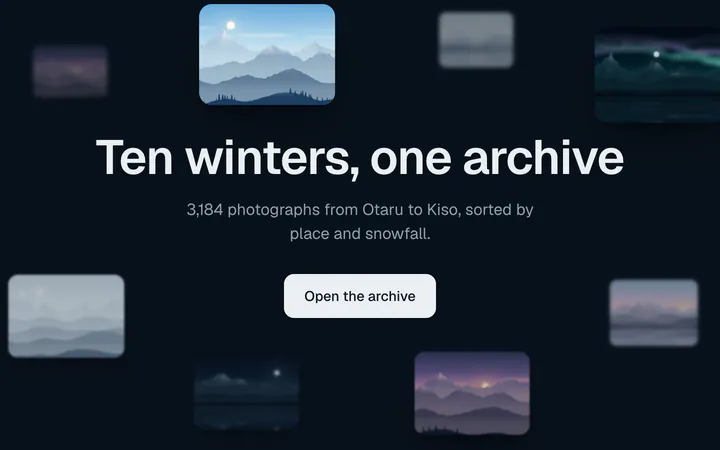 Ten winters, one archive
3,184 photographs from Otaru to Kiso, sorted by
place and snowfall.
Open the archive